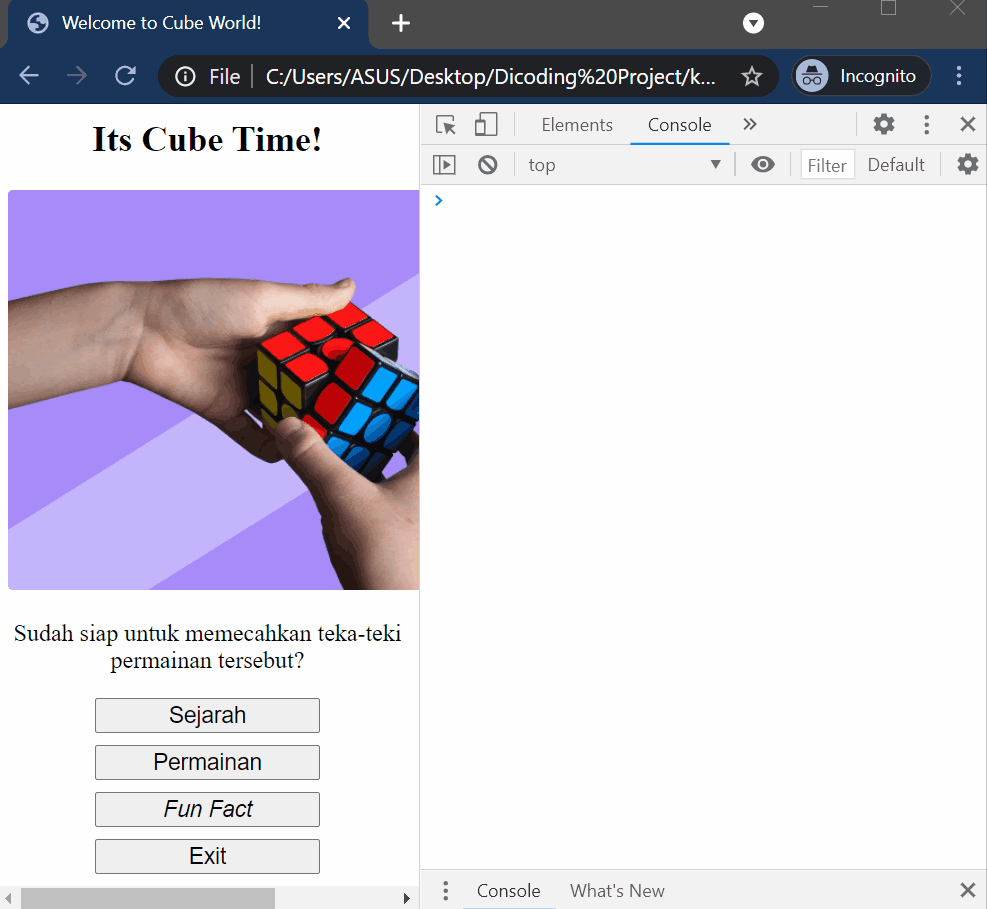 Welcome to Cube World!
File
C:/Users/ASUS/Desktop/Dicoding%20Project/k...
Incognito
Its Cube Time!
Sudah siap untuk memecahkan teka-teki
permainan tersebut?
Sejarah
Permainan
Fun Fact
Exit
Elements
Console
top
Filter
Default
Console
What's New